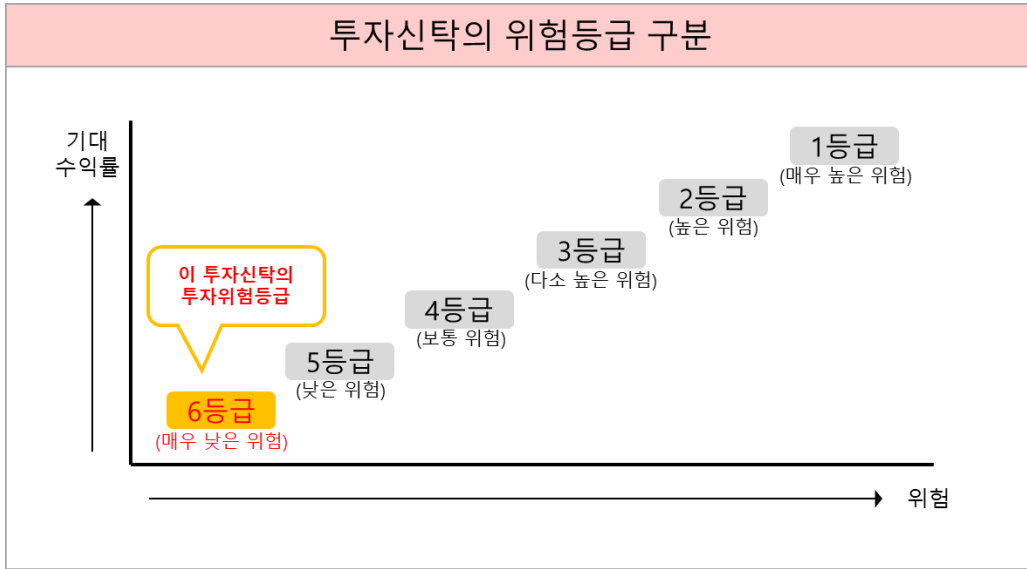 투자신탁의 위험등급 구분
기대
수익률
1등급
(매우 높은 위험)
2등급
(높은 위험)
3등급
(다소 높은 위험)
이 투자신탁의
투자위험등급
4등급
(보통 위험)
5등급
(낮은 위험)
6등급
(매우 낮은 위험)
위험